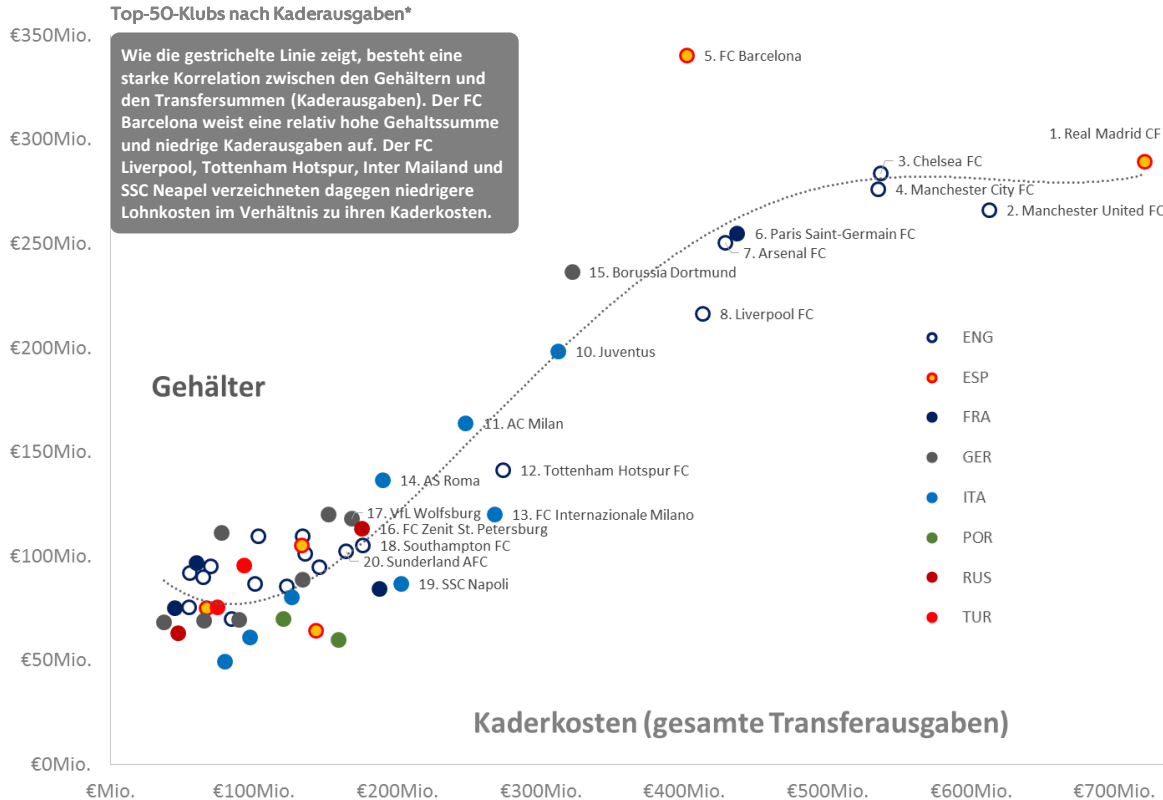 Top-50-Klubs nach Kaderausgaben*
€350Mio.
Wie die gestrichelte Linie zeigt, besteht eine
starke Korrelation zwischen den Gehältern und
den Transfersummen (Kaderausgaben). Der FC
Barcelona weist eine relativ hohe Gehaltssumme
und niedrige Kaderausgaben auf. Der FC
Liverpool, Tottenham Hotspur, Inter Mailand und
SSC Neapel verzeichneten dagegen niedrigere
Lohnkosten im Verhältnis zu ihren Kaderkosten.
5. FC Barcelona
€300Mio.
1. Real Madrid CF
3. Chelsea FC
4. Manchester City FC
2. Manchester United FC
€250Mio.
6. Paris Saint-Germain FC
7. Arsenal FC
15. Borussia Dortmund
8. Liverpool FC
€200Mio.
10. Juventus
Gehälter
€150Mio.
11. AC Milan
12. Tottenham Hotspur FC
14. AS Roma
17. VfL Wolfsburg
13. FC Internazionale Milano
16. FC Zenit St. Petersburg
18. Southampton FC
20. Sunderland AFC
€100Mio.
19. SSC Napoli
ENG
ESP
FRA
GER
ITA
POR
RUS
TUR
€50Mio.
Kaderkosten (gesamte Transferausgaben)
€0Mio.
€Mio.
€100Mio.
€200Mio.
€300Mio.
€400Mio.
€500Mio.
€600Mio.
€700Mio.